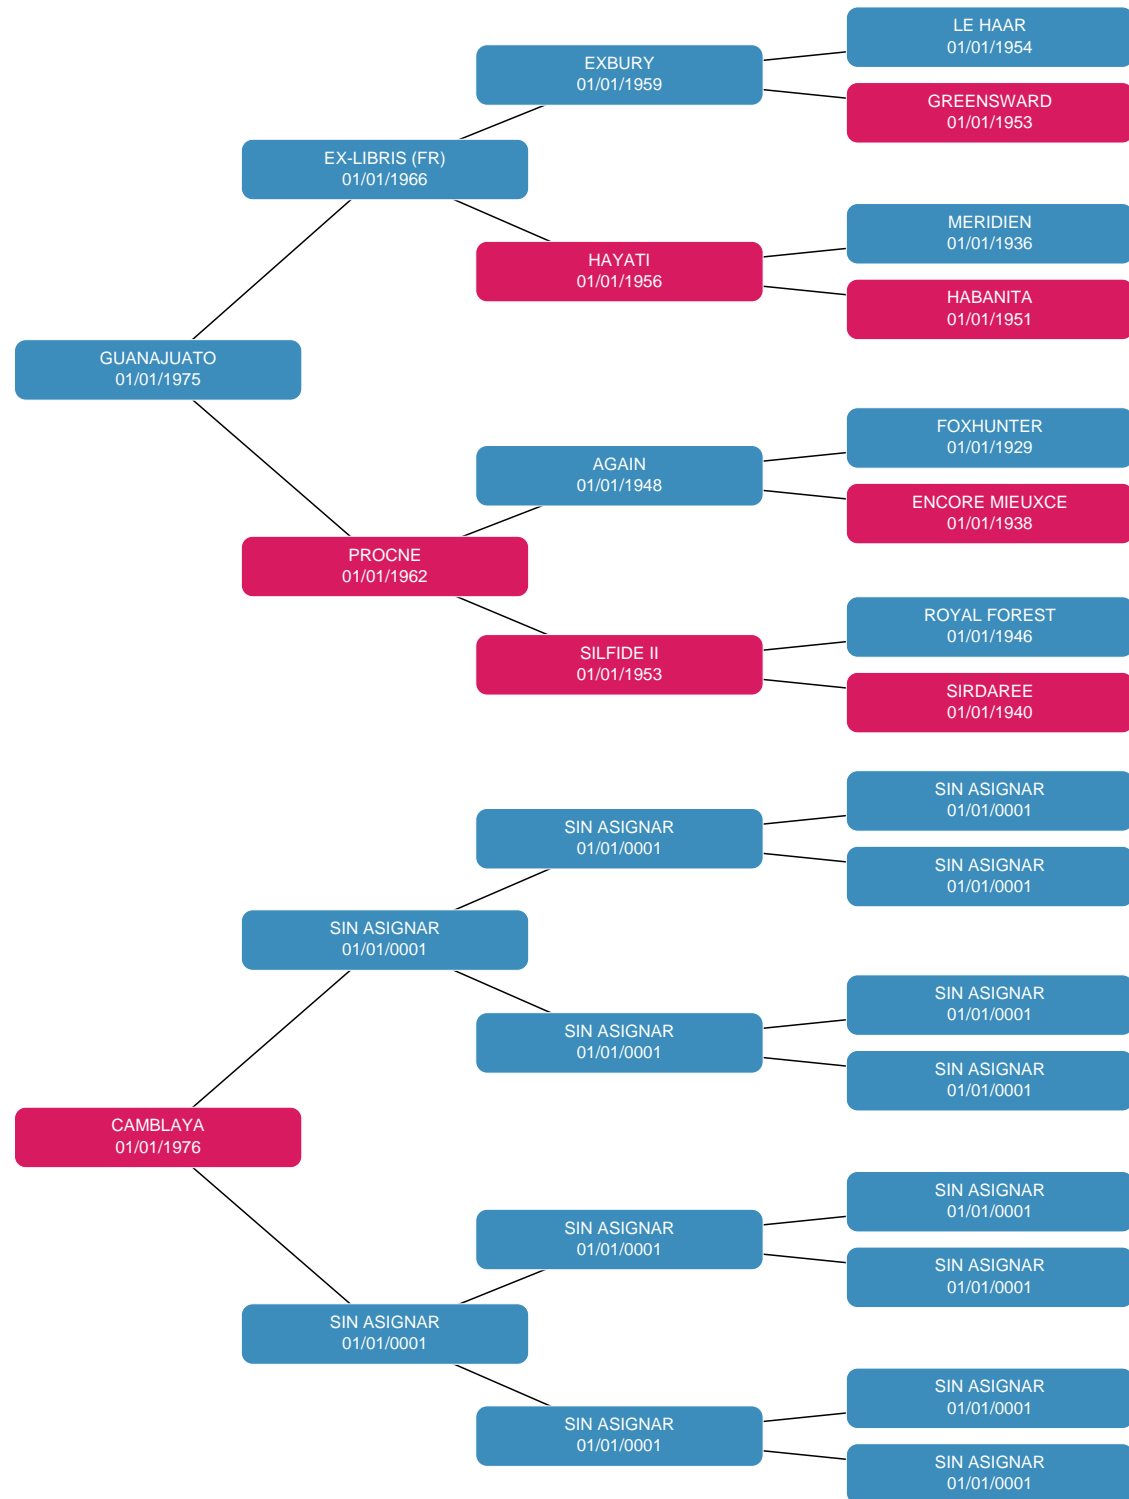 LE HAAR
01/01/1954
EXBURY
01/01/1959
GREENSWARD
01/01/1953
EX-LIBRIS (FR)
01/01/1966
MERIDIEN
01/01/1936
HAYATI
01/01/1956
HABANITA
01/01/1951
GUANAJUATO
01/01/1975
FOXHUNTER
01/01/1929
AGAIN
01/01/1948
ENCORE MIEUXCE
01/01/1938
PROCNE
01/01/1962
ROYAL FOREST
01/01/1946
SILFIDE II
01/01/1953
SIRDAREE
01/01/1940
SIN ASIGNAR
01/01/0001
SIN ASIGNAR
01/01/0001
SIN ASIGNAR
01/01/0001
SIN ASIGNAR
01/01/0001
SIN ASIGNAR
01/01/0001
SIN ASIGNAR
01/01/0001
SIN ASIGNAR
01/01/0001
CAMBLAYA
01/01/1976
SIN ASIGNAR
01/01/0001
SIN ASIGNAR
01/01/0001
SIN ASIGNAR
01/01/0001
SIN ASIGNAR
01/01/0001
SIN ASIGNAR
01/01/0001
SIN ASIGNAR
01/01/0001
SIN ASIGNAR
01/01/0001